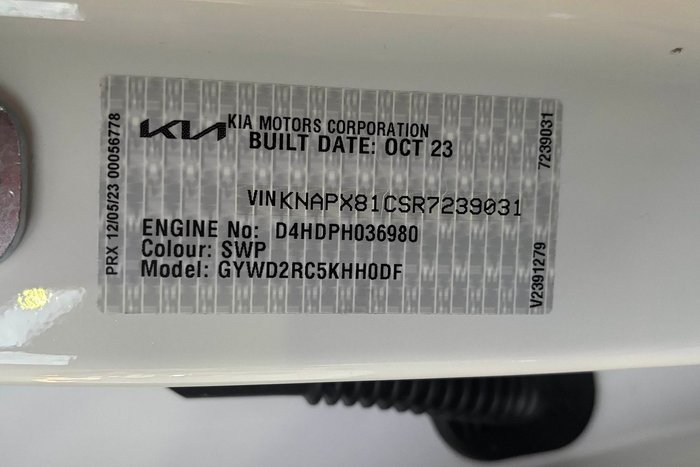 KIA KIA MOTORS CORPORATION
BUILT DATE: OCT 23
VIN KNAPX81CSR7239031
ENGINE No: D4HDPH036980
Colour: SWP
Model: GYWD2RC5KHH0DF
PRX 12/05/23 00056778
7239031
V2391279